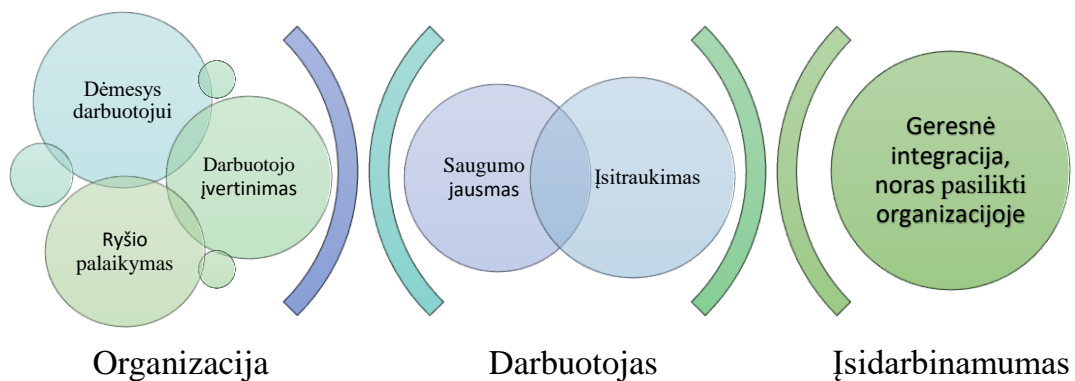 Dėmesys
darbuotojui
Darbuotojo
įvertinimas
Ryšio
palaikymas
Saugumo
jausmas
Įsitraukimas
Geresnė
integracija,
noras pasilikti
organizacijoje
Organizacija
Darbuotojas
Įsidarbinamumas